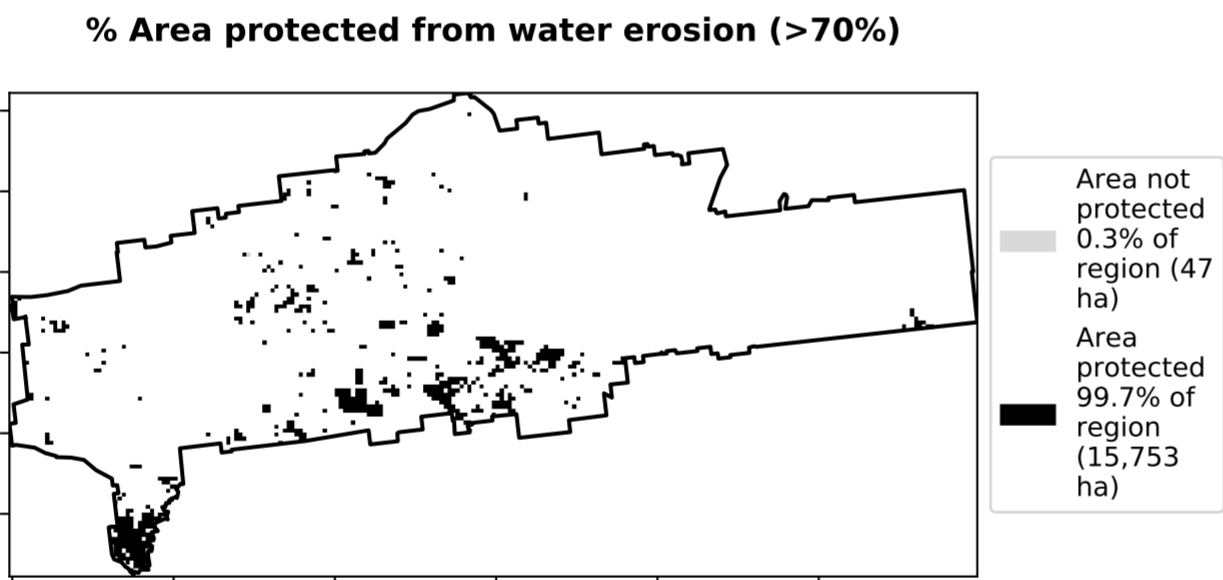 % Area protected from water erosion (>70%)
Area not
protected
0.3% of
region (47
ha)
Area
protected
99.7% of
region
(15,753
ha)